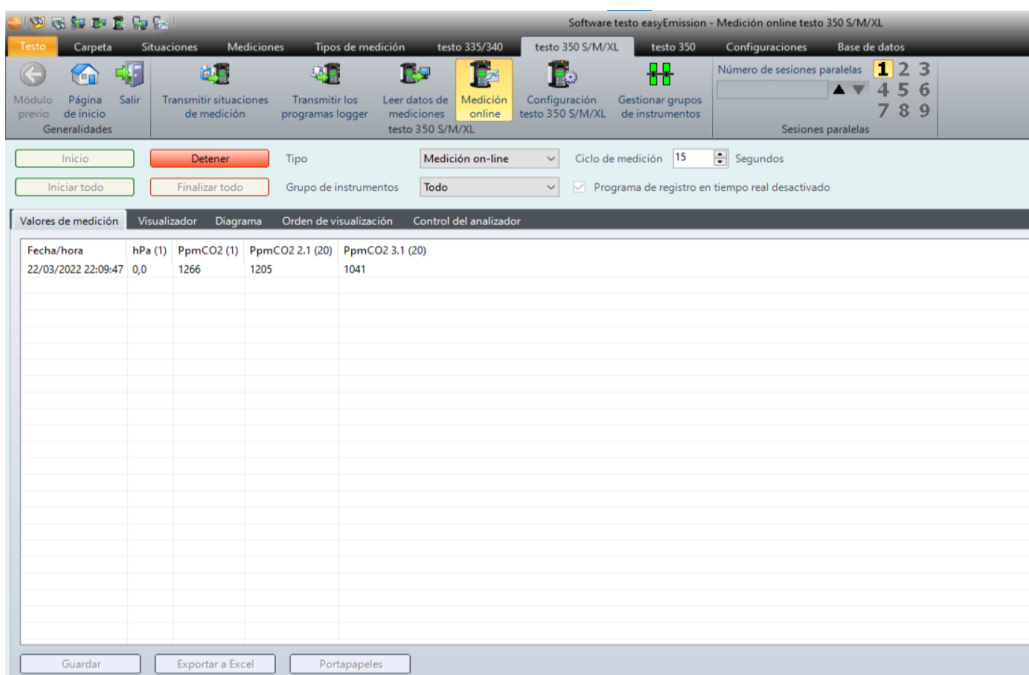 Software testo easyEmission - Medición online testo 350 S/M/XL
Testo Carpeta Situaciones Mediciones Tipos de medición testo 335/340 testo 350 S/M/XL testo 350 Configuraciones Base de datos
Módulo previo Página de inicio Salir Transmitir situaciones de medición Transmitir los programas logger Leer datos de mediciones Medición online Configuración testo 350 S/M/XL Gestionar grupos de instrumentos Número de sesiones paralelas 1 2 3
4 5 6
7 8 9
Generalidades testo 350 S/M/XL Sesiones paralelas
Inicio Detener Tipo Medición on-line Ciclo de medición 15 Segundos
Iniciar todo Finalizar todo Grupo de instrumentos Todo Programa de registro en tiempo real desactivado
Valores de medición Visualizador Diagrama Orden de visualización Control del analizador
Fecha/hora hPa (1) PpmCO2 (1) PpmCO2 2.1 (20) PpmCO2 3.1 (20)
22/03/2022 22:09:47 0,0 1266 1205 1041
Guardar Exportar a Excel Portapapeles